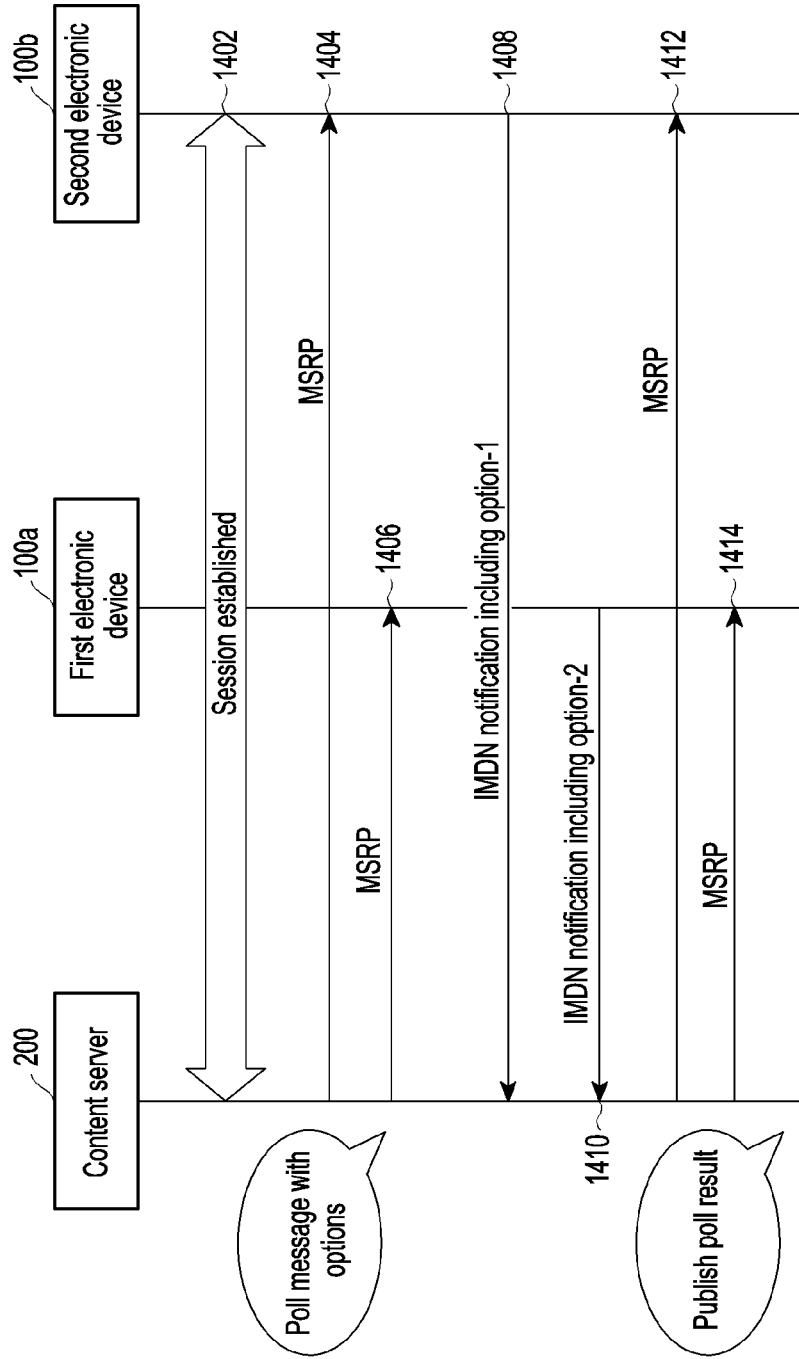 200
Content server
100a
First electronic
device
100b
Second electronic
device
Session established
1402
Poll message with
options
MSRP
1404
MSRP
1406
IMDN notification including option-1
1408
IMDN notification including option-2
1410
Publish poll result
MSRP
1412
MSRP
1414